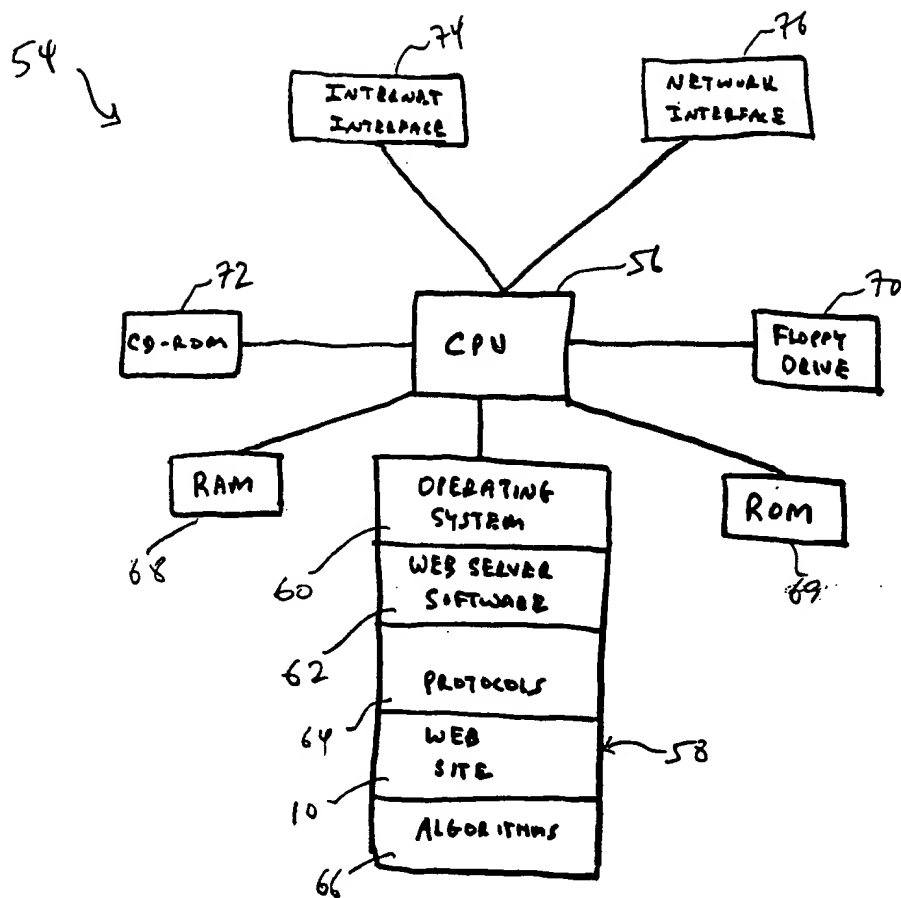 54
74
76
INTERNET
INTERFACE
NETWORK
INTERFACE
72
56
70
CD-ROM
CPU
FLOPPY
DRIVE
RAM
OPERATING
SYSTEM
ROM
68
60
69
WEB SERVER
SOFTWARE
62
PROTOCOLS
64
WEB
SITE
58
10
ALGORITHMS
66